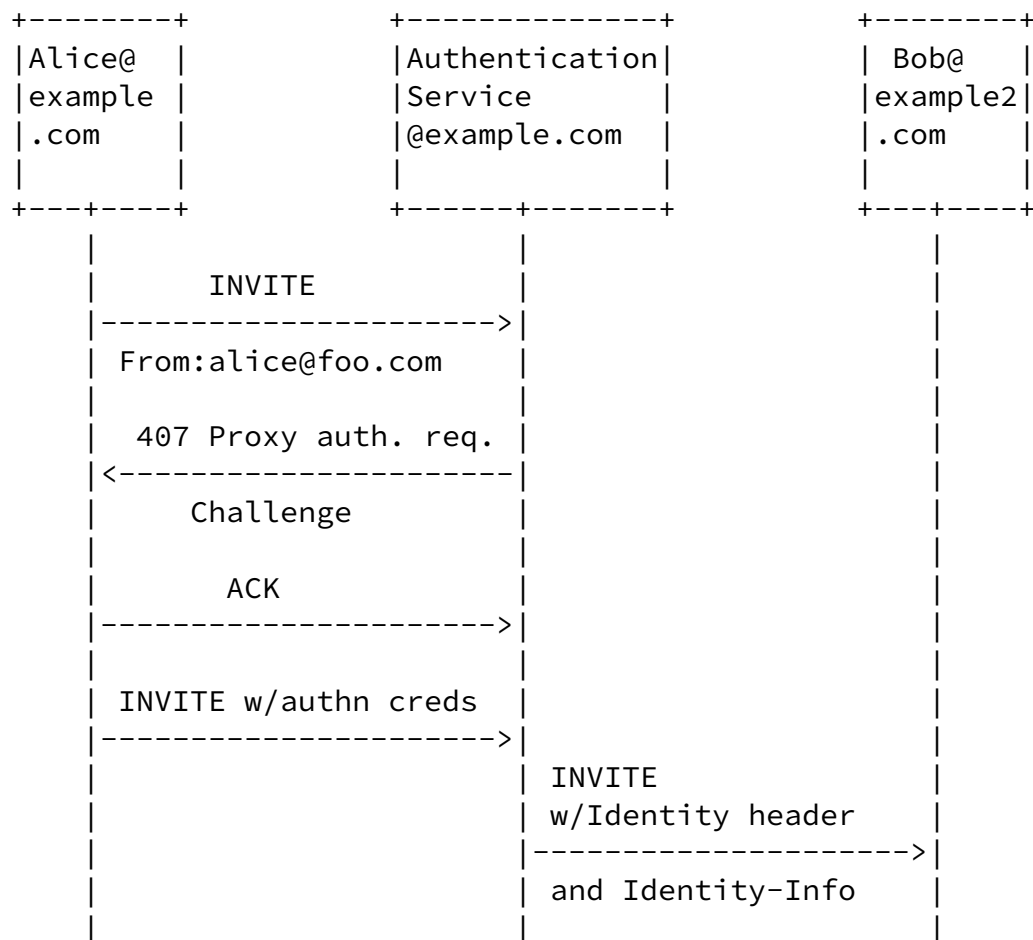 Alice@ Authentication Bob@
example Service example2
.com @example.com .com
INVITE
From:alice@foo.com
407 Proxy auth. req.
Challenge
ACK
INVITE w/authn creds
INVITE
w/Identity header
and Identity-Info